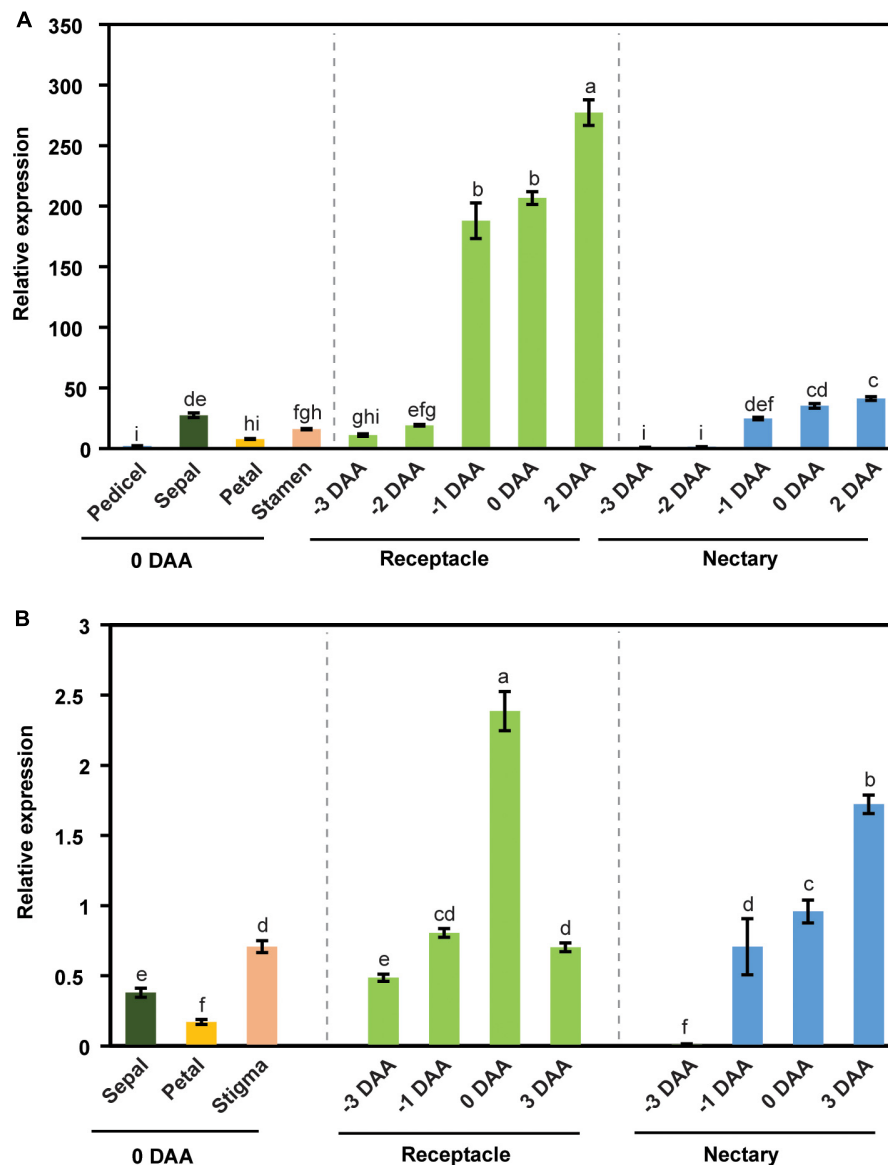 A
350
300
250
200
150
100
50
0
Relative expression
i
de
hi
fgh
ghi
efg
b
b
a
i
i
def
cd
c
Pedicel
Sepal
Petal
Stamen
-3 DAA
-2 DAA
-1 DAA
0 DAA
2 DAA
-3 DAA
-2 DAA
-1 DAA
0 DAA
2 DAA
0 DAA
Receptacle
Nectary
B
3
2.5
2
1.5
1
0.5
0
Relative expression
e
f
d
e
cd
a
d
f
d
c
b
Sepal
Petal
Stigma
-3 DAA
-1 DAA
0 DAA
3 DAA
-3 DAA
-1 DAA
0 DAA
3 DAA
0 DAA
Receptacle
Nectary